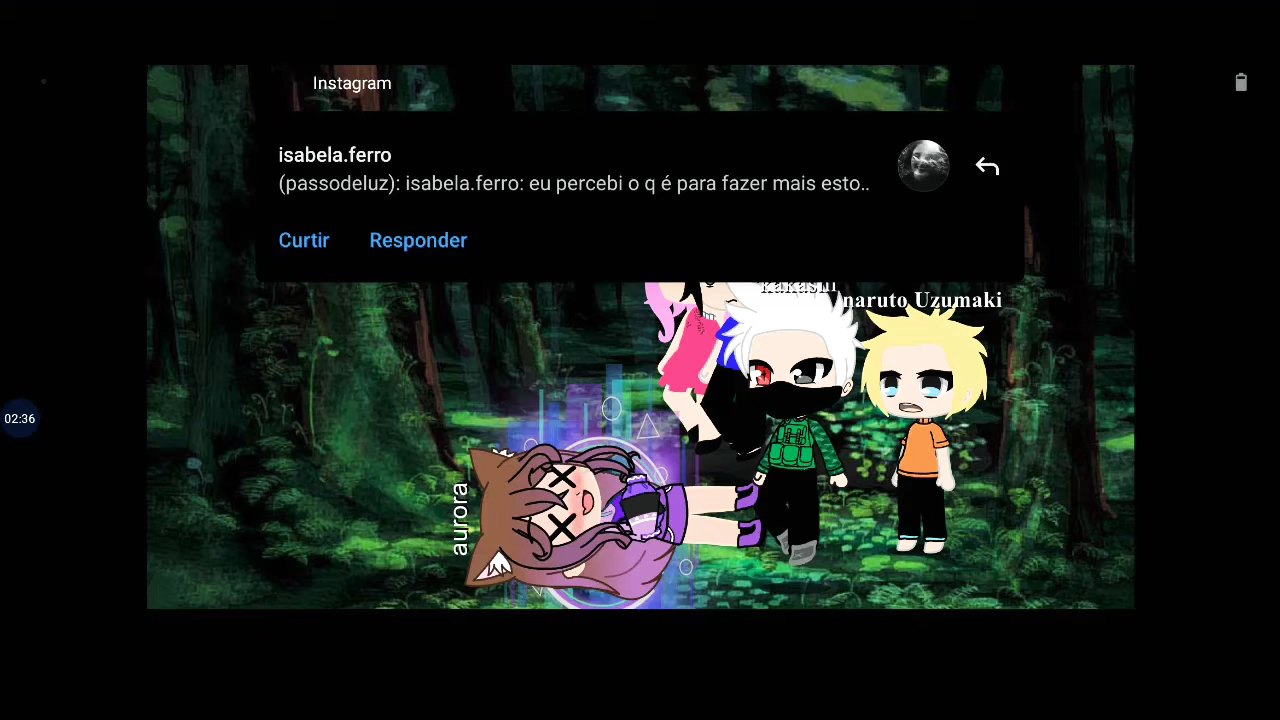 Instagram
isabela.ferro
(passodeluz): isabela.ferro: eu percebi o q é para fazer mais esto..
Curtir Responder
kakashi
naruto Uzumaki
02:36
aurora